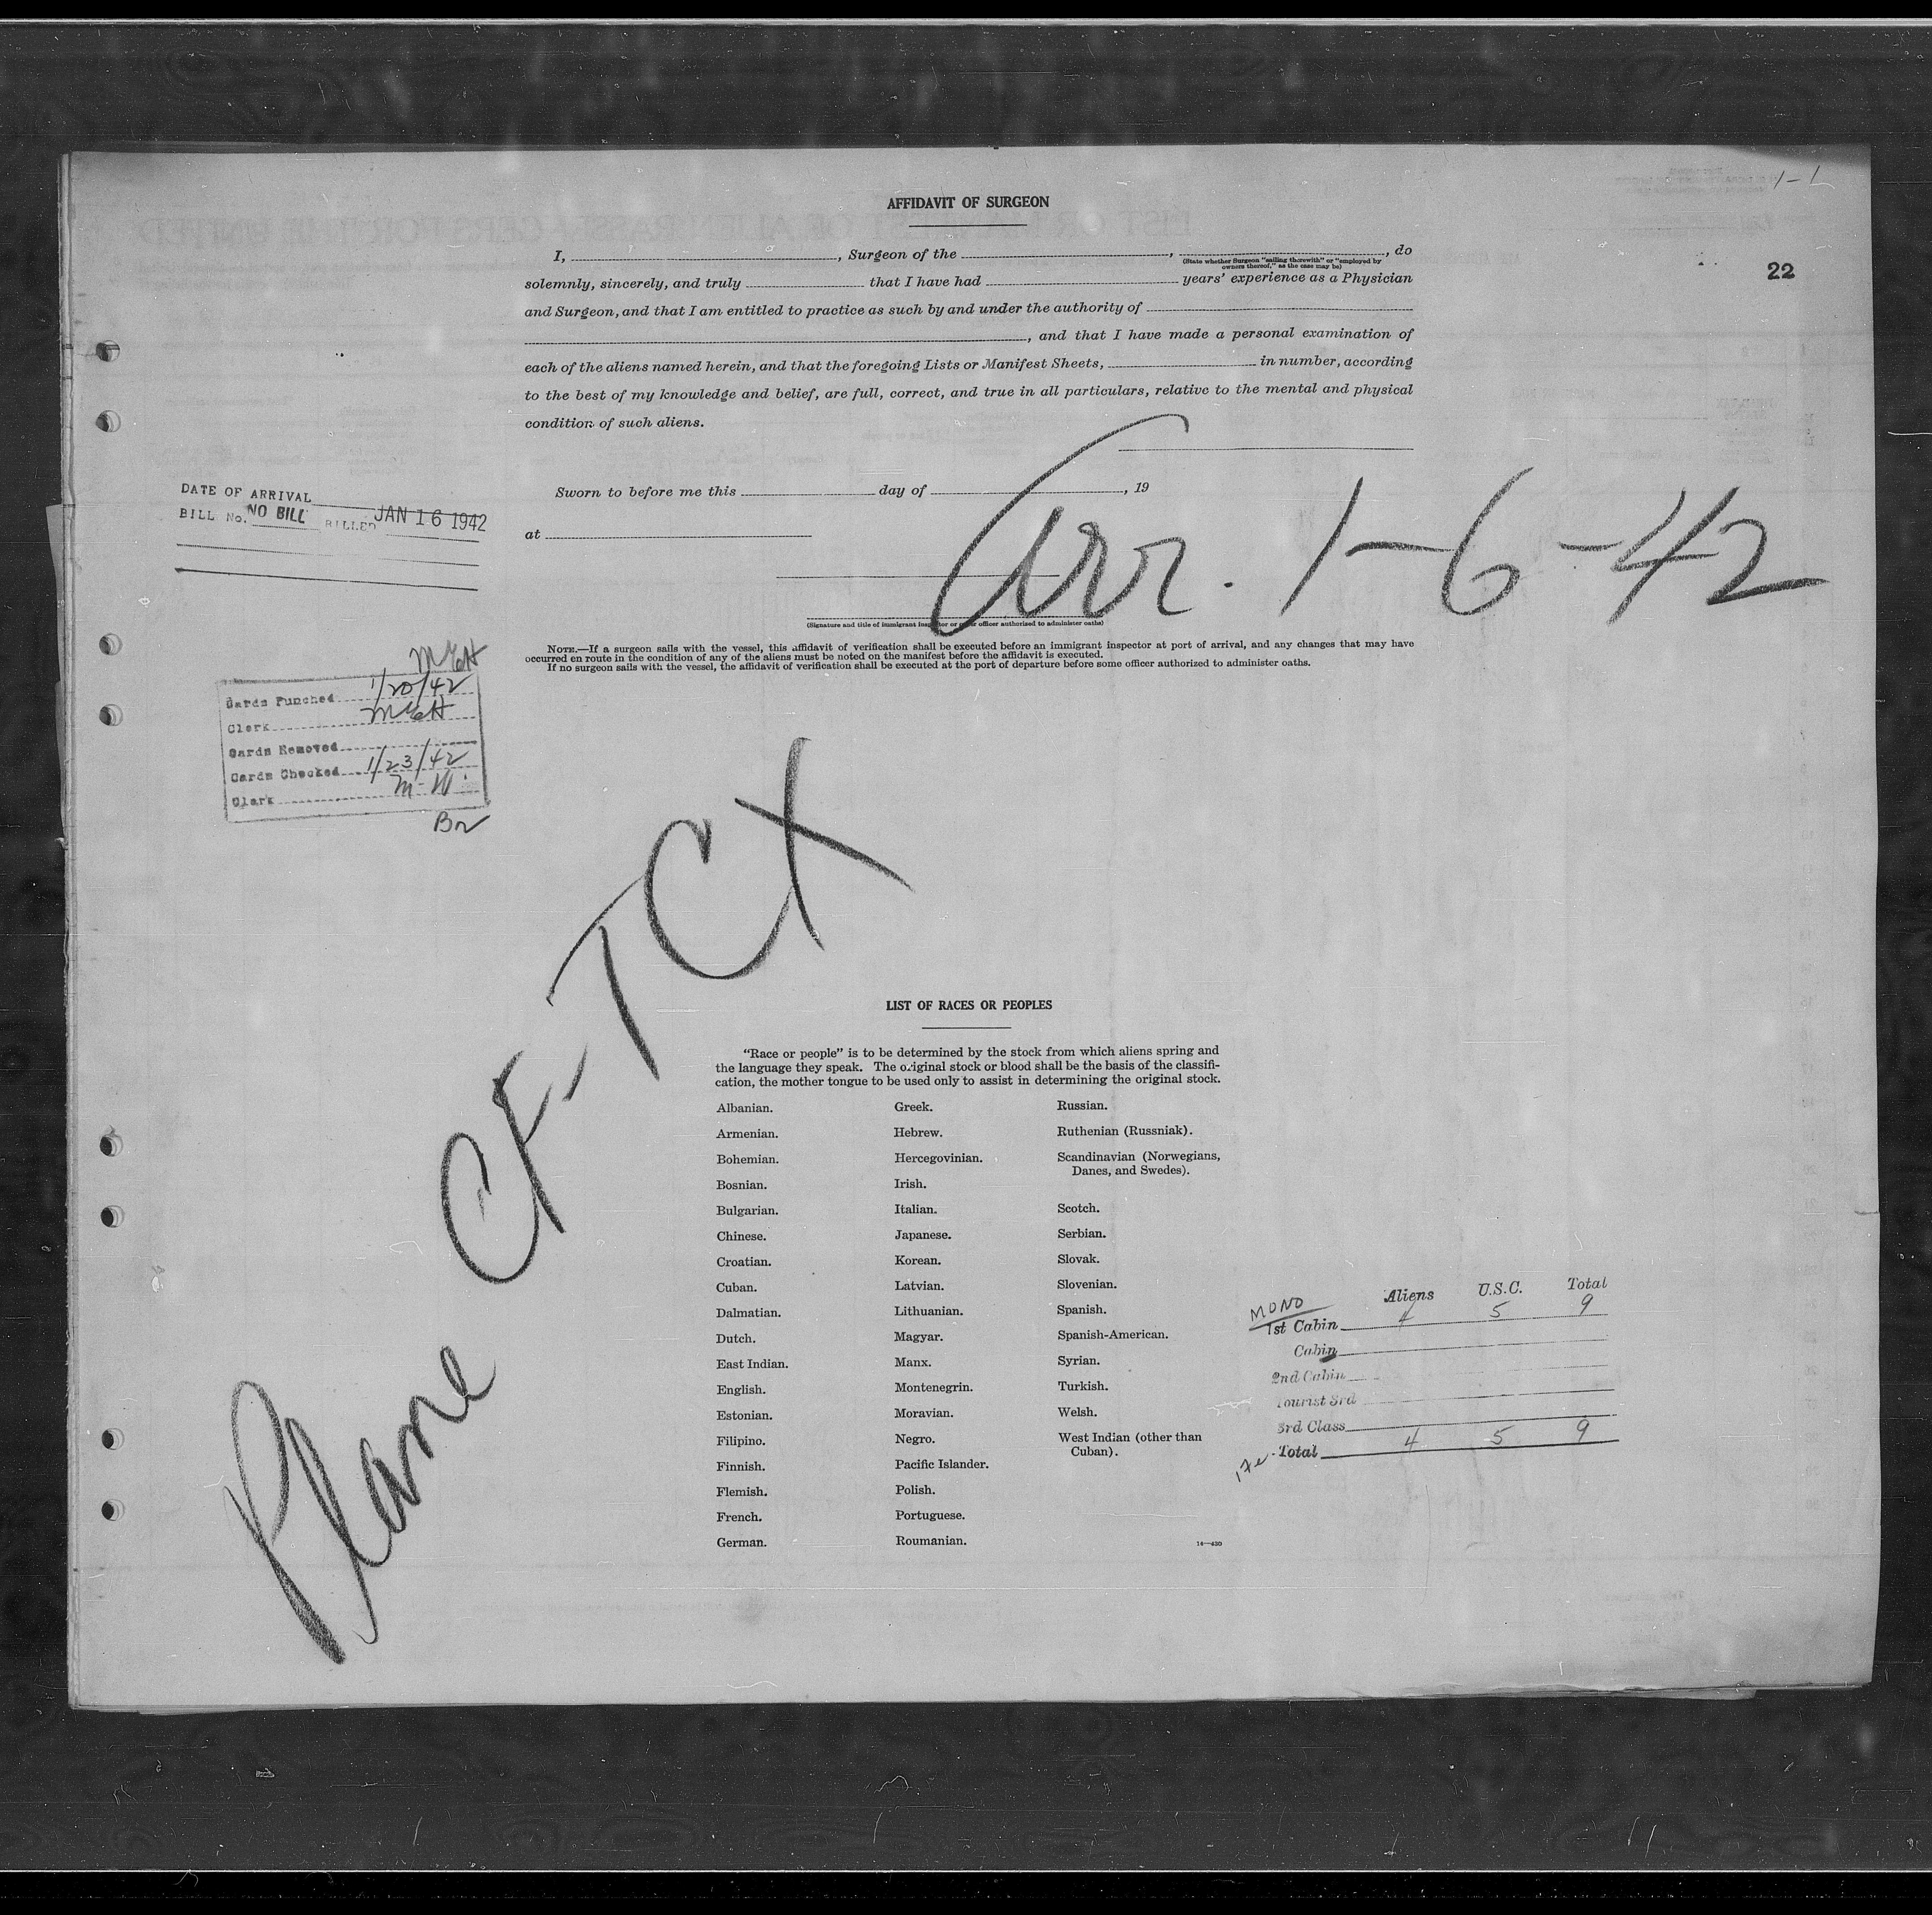 1-1
22
AFFIDAVIT OF SURGEON
I, , Surgeon of the , , do
(State whether Surgeon "sailing therewith" or "employed by
owners thereof," as the case may be)
solemnly, sincerely, and truly that I have had years' experience as a Physician
and Surgeon, and that I am entitled to practice as such by and under the authority of
, and that I have made a personal examination of
each of the aliens named herein, and that the foregoing Lists or Manifest Sheets, in number, according
to the best of my knowledge and belief, are full, correct, and true in all particulars, relative to the mental and physical
condition of such aliens.
Sworn to before me this day of , 19
at
Arr. 1-6-42
(Signature and title of immigrant inspector or other officer authorized to administer oaths)
NOTE.—If a surgeon sails with the vessel, this affidavit of verification shall be executed before an immigrant inspector at port of arrival, and any changes that may have
occurred en route in the condition of any of the aliens must be noted on the manifest before the affidavit is executed.
If no surgeon sails with the vessel, the affidavit of verification shall be executed at the port of departure before some officer authorized to administer oaths.
DATE OF ARRIVAL
BILL No. NO BILL BILLED JAN 16 1942
Cards Punched 1/20/42
Clerk
Cards Removed
Cards Checked 1/23/42
Clerk
Plane CF-TCX
LIST OF RACES OR PEOPLES
"Race or people" is to be determined by the stock from which aliens spring and
the language they speak. The original stock or blood shall be the basis of the classifi-
cation, the mother tongue to be used only to assist in determining the original stock.
Albanian.
Armenian.
Bohemian.
Bosnian.
Bulgarian.
Chinese.
Croatian.
Cuban.
Dalmatian.
Dutch.
East Indian.
English.
Estonian.
Filipino.
Finnish.
Flemish.
French.
German.
Greek.
Hebrew.
Hercegovinian.
Irish.
Italian.
Japanese.
Korean.
Latvian.
Lithuanian.
Magyar.
Manx.
Montenegrin.
Moravian.
Negro.
Pacific Islander.
Polish.
Portuguese.
Roumanian.
Russian.
Ruthenian (Russniak).
Scandinavian (Norwegians,
Danes, and Swedes).
Scotch.
Serbian.
Slovak.
Slovenian.
Spanish.
Spanish-American.
Syrian.
Turkish.
Welsh.
West Indian (other than
Cuban).
16—430
Aliens U.S.C. Total
MONO
1st Cabin 4 5 9
Cabin
2nd Cabin
Tourist 3rd
3rd Class
Total 4 5 9